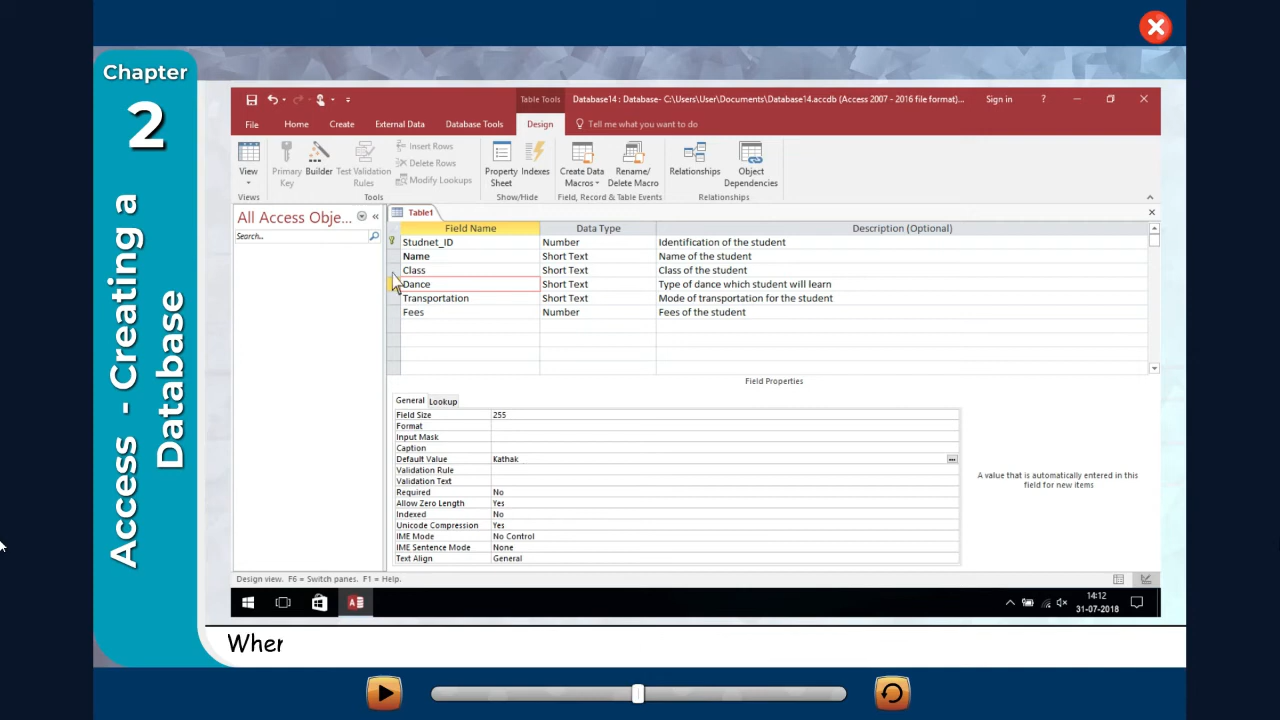 Chapter
2
Access - Creating a
Database
Table Tools
Database14 : Database- C:\Users\User\Documents\Database14.accdb (Access 2007 - 2016 file format)...
Sign in
?
File
Home
Create
External Data
Database Tools
Design
Tell me what you want to do
View
Primary
Key
Builder
Test Validation
Rules
Insert Rows
Delete Rows
Modify Lookups
Property
Sheet
Indexes
Create Data
Macros
Rename/
Delete Macro
Relationships
Object
Dependencies
Views
Tools
Show/Hide
Field, Record & Table Events
Relationships
All Access Obje...
Search...
Table1
Field Name Data Type Description (Optional)
Studnet_ID Number Identification of the student
Name Short Text Name of the student
Class Short Text Class of the student
Dance Short Text Type of dance which student will learn
Transportation Short Text Mode of transportation for the student
Fees Number Fees of the student
Field Properties
General Lookup
Field Size 255
Format
Input Mask
Caption
Default Value Kathak
Validation Rule
Validation Text
Required No
Allow Zero Length Yes
Indexed No
Unicode Compression Yes
IME Mode No Control
IME Sentence Mode None
Text Align General
A value that is automatically entered in this
field for new items
Design view. F6 = Switch panes. F1 = Help.
14:12
31-07-2018
Wher